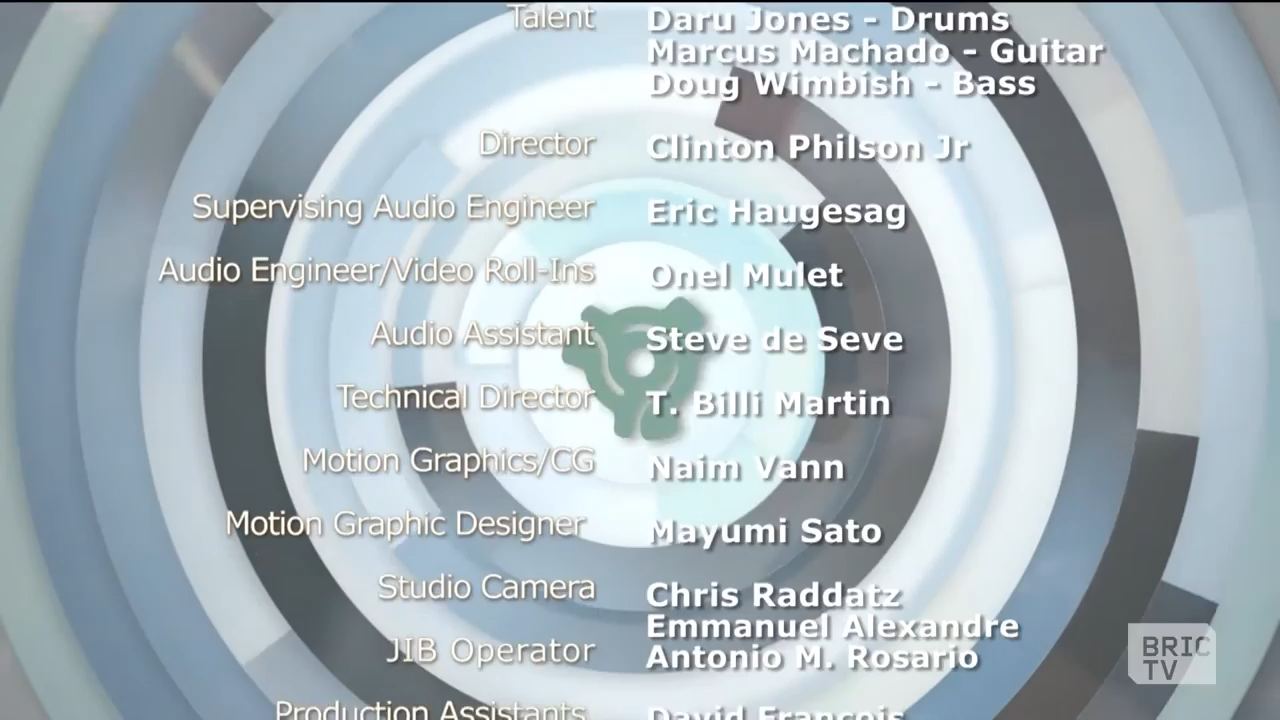 Talent Daru Jones - Drums
Marcus Machado - Guitar
Doug Wimbish - Bass
Director Clinton Philson Jr
Supervising Audio Engineer Eric Haugesag
Audio Engineer/Video Roll-Ins Onel Mulet
Audio Assistant Steve de Seve
Technical Director T. Billi Martin
Motion Graphics/CG Naim Vann
Motion Graphic Designer Mayumi Sato
Studio Camera Chris Raddatz
Emmanuel Alexandre
JIB Operator Antonio M. Rosario
Production Assistants David Francois
BRIC
TV